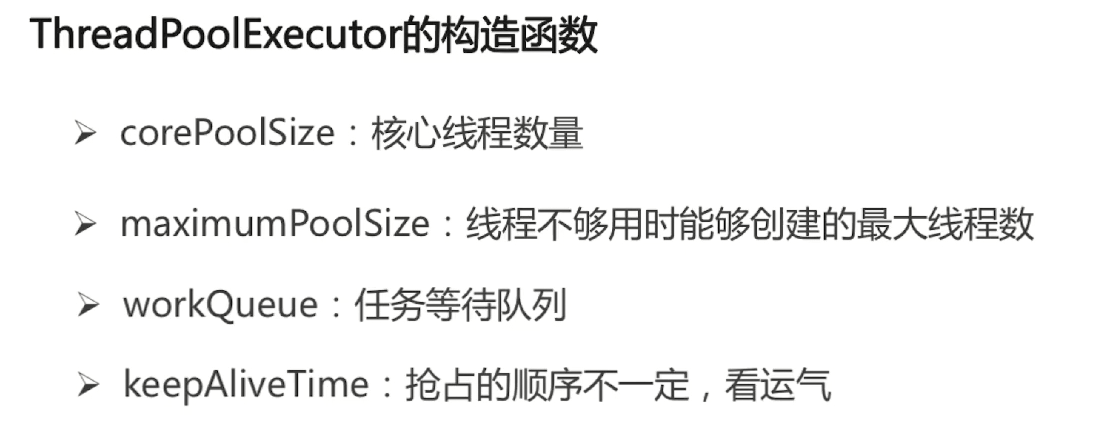 ThreadPoolExecutor的构造函数
➢ corePoolSize：核心线程数量
➢ maximumPoolSize：线程不够用时能够创建的最大线程数
➢ workQueue：任务等待队列
➢ keepAliveTime：抢占的顺序不一定，看运气